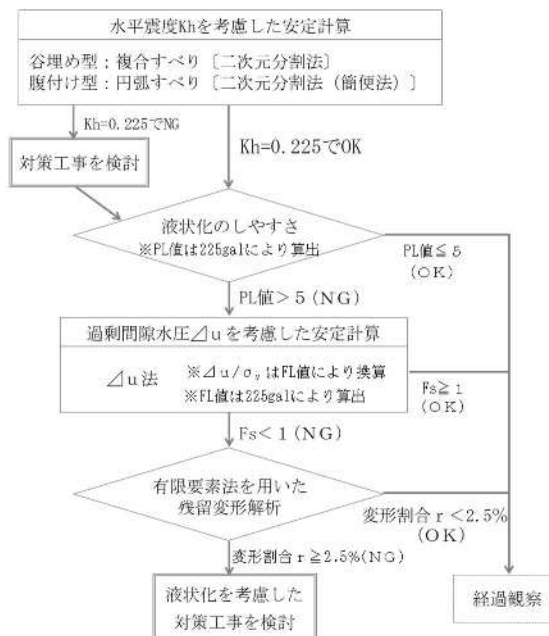 水平震度Khを考慮した安定計算
谷埋め型：複合すべり〔二次元分割法〕
腹付け型：円弧すべり〔二次元分割法（簡便法）〕
Kh=0.225でNG
Kh=0.225でOK
対策工事を検討
液状化のしやすさ
※PL値は225galにより算出
PL値≦5
(OK)
PL値＞5(NG)
過剰間隙水圧⊿uを考慮した安定計算
⊿u法　※⊿u/σvはFL値により換算
※FL値は225galにより算出
Fs≧1
(OK)
Fs＜1(NG)
有限要素法を用いた
残留変形解析
変形割合ｒ＜2.5%
(OK)
変形割合ｒ≧2.5%(NG)
液状化を考慮した
対策工事を検討
経過観察